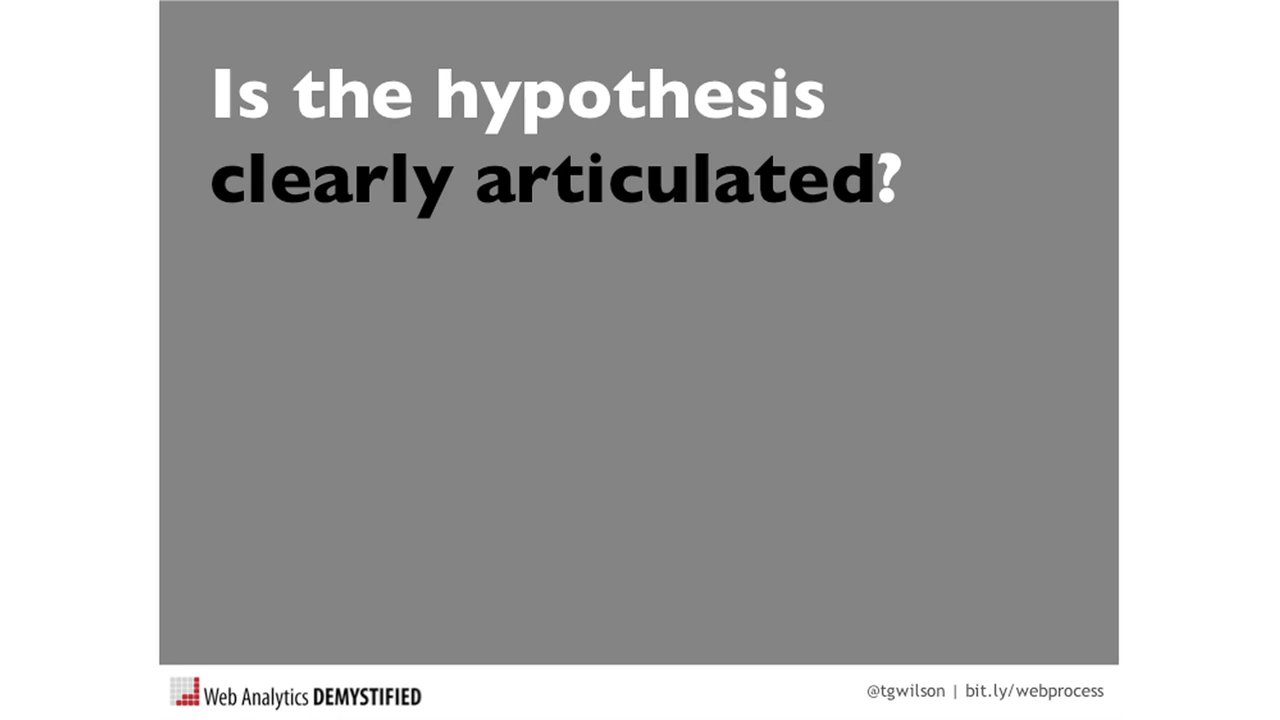 Is the hypothesis
clearly articulated?
Web Analytics DEMYSTIFIED
@tgwilson | bit.ly/webprocess